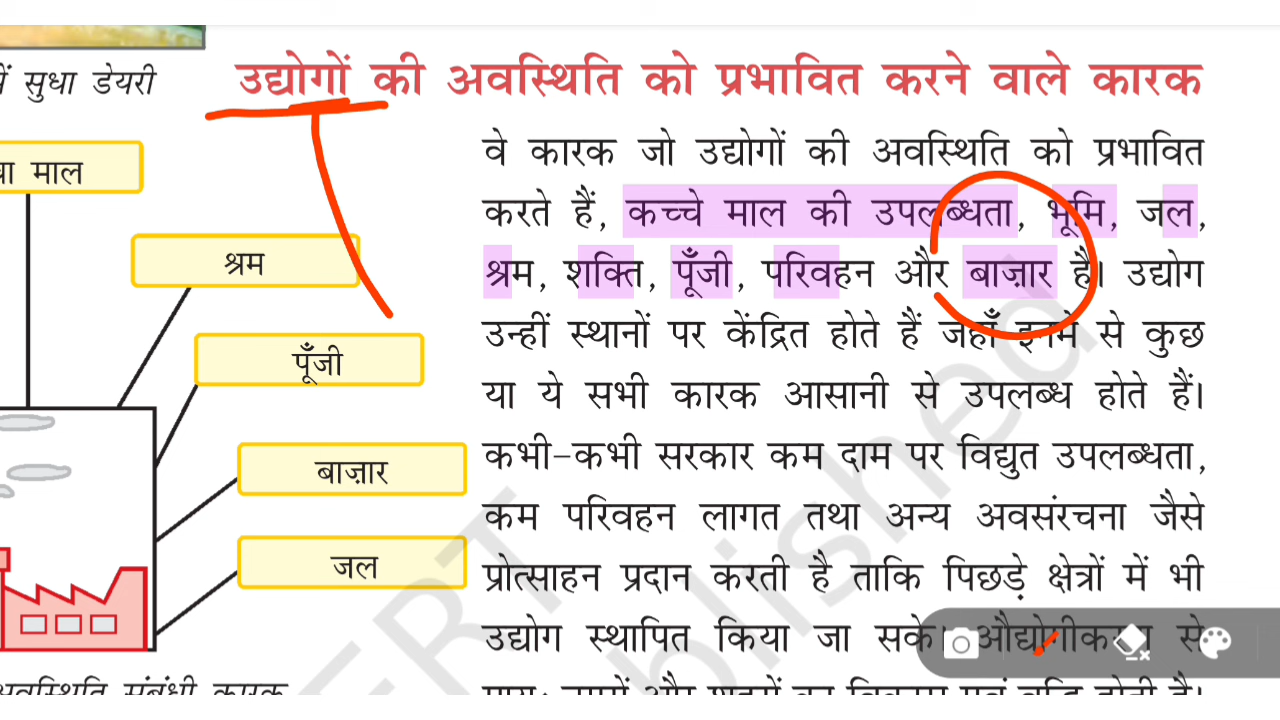 में सुधा डेयरी
उद्योगों की अवस्थिति को प्रभावित करने वाले कारक
माल
श्रम
पूँजी
बाज़ार
जल
अवस्थिति संबंधी कारक
वे कारक जो उद्योगों की अवस्थिति को प्रभावित
करते हैं, कच्चे माल की उपलब्धता, भूमि, जल,
श्रम, शक्ति, पूँजी, परिवहन और बाज़ार है। उद्योग
उन्हीं स्थानों पर केंद्रित होते हैं जहाँ इनमें से कुछ
या ये सभी कारक आसानी से उपलब्ध होते हैं।
कभी–कभी सरकार कम दाम पर विद्युत उपलब्धता,
कम परिवहन लागत तथा अन्य अवसंरचना जैसे
प्रोत्साहन प्रदान करती है ताकि पिछड़े क्षेत्रों में भी
उद्योग स्थापित किया जा सके। औद्योगीकरण से